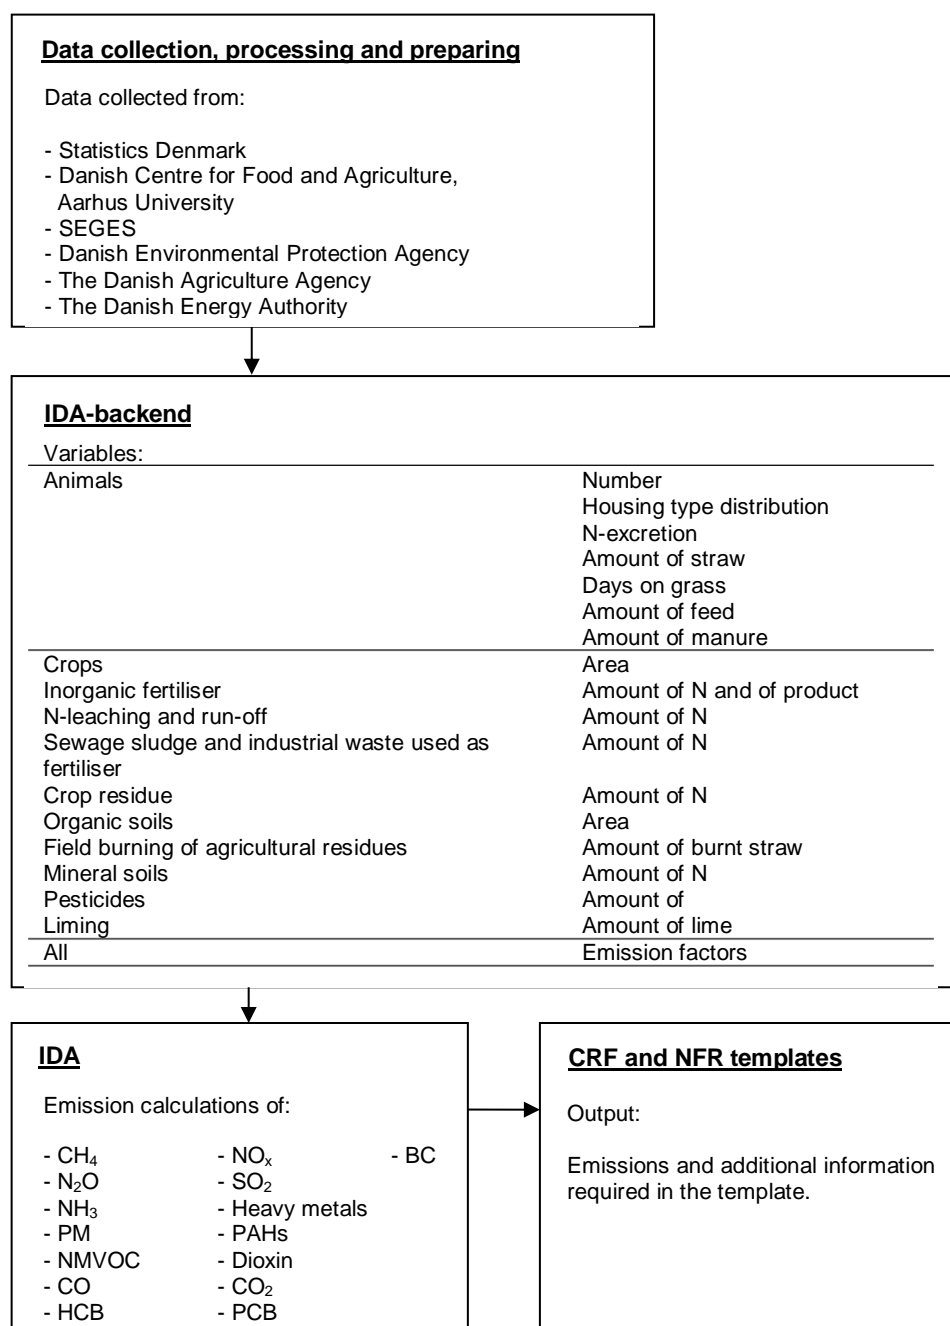 Data collection, processing and preparing
Data collected from:
- Statistics Denmark
- Danish Centre for Food and Agriculture,
Aarhus University
- SEGES
- Danish Environmental Protection Agency
- The Danish Agriculture Agency
- The Danish Energy Authority
IDA-backend
Variables:
Animals Number
Housing type distribution
N-excretion
Amount of straw
Days on grass
Amount of feed
Amount of manure
Crops Area
Inorganic fertiliser Amount of N and of product
N-leaching and run-off Amount of N
Sewage sludge and industrial waste used as Amount of N
fertiliser
Crop residue Amount of N
Organic soils Area
Field burning of agricultural residues Amount of burnt straw
Mineral soils Amount of N
Pesticides Amount of
Liming Amount of lime
All Emission factors
IDA
Emission calculations of:
- CH₄ - NOₓ - BC
- N₂O - SO₂
- NH₃ - Heavy metals
- PM - PAHs
- NMVOC - Dioxin
- CO - CO₂
- HCB - PCB
CRF and NFR templates
Output:
Emissions and additional information
required in the template.